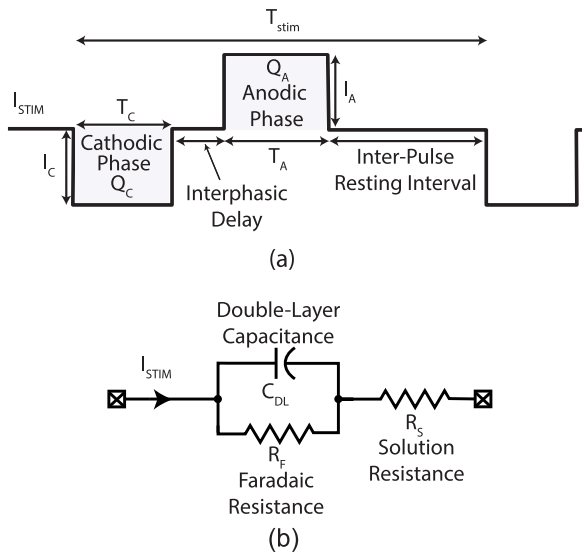 T_stim
Q_A
Anodic
Phase
I_A
I_STIM
T_C
I_C
Cathodic
Phase
Q_C
T_A
Interphasic
Delay
Inter-Pulse
Resting Interval
(a)
Double-Layer
Capacitance
I_STIM
C_DL
R_F
Faradaic
Resistance
R_S
Solution
Resistance
(b)